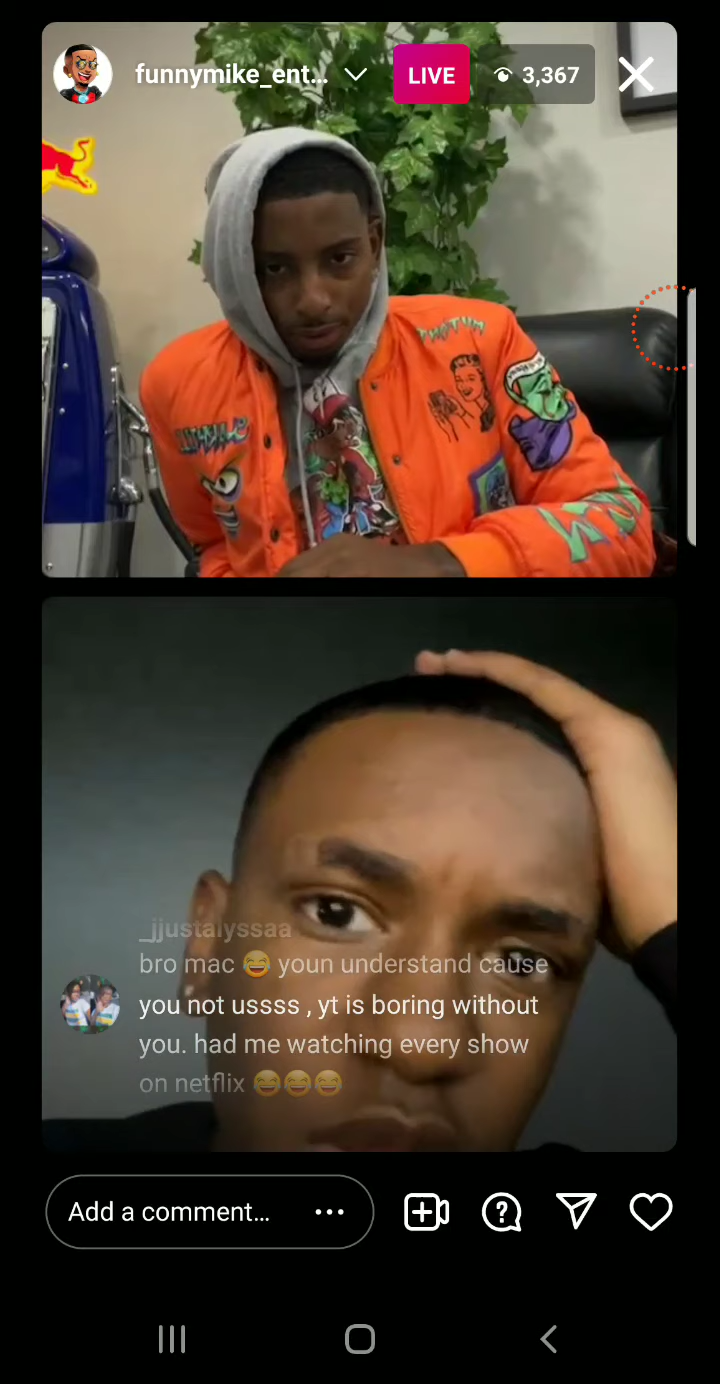 funnymike_ent...
LIVE
3,367
_jjustalyssaa
bro mac 😂 youn understand cause
you not ussss , yt is boring without
you. had me watching every show
on netflix 😂😂😂
Add a comment...